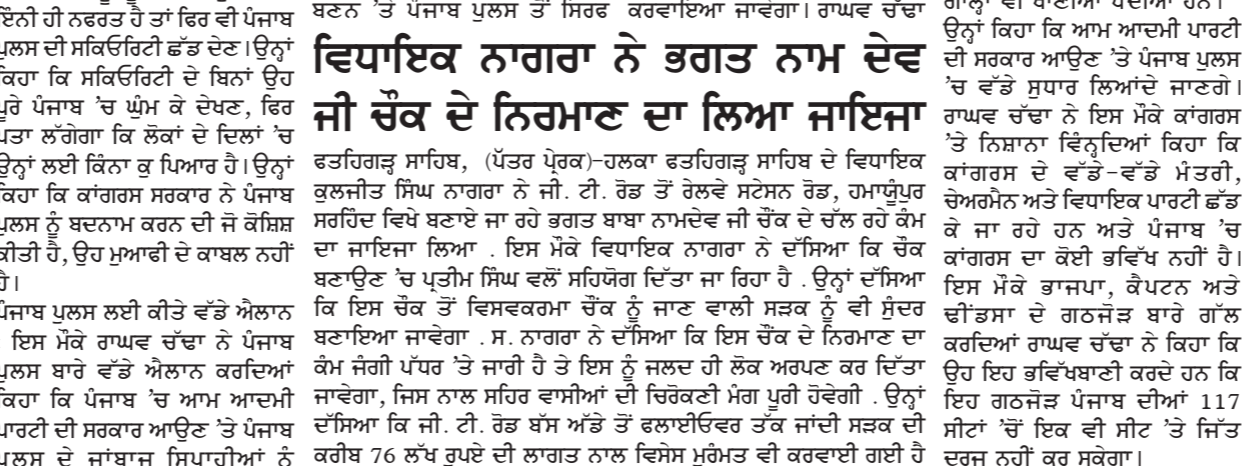 ਇੰਨੀ ਹੀ ਨਫਰਤ ਹੈ ਤਾਂ ਫਿਰ ਵੀ ਪੰਜਾਬ
ਪੁਲਸ ਦੀ ਸਕਿਓਰਿਟੀ ਛੱਡ ਦੇਣ। ਉਨ੍ਹਾਂ
ਕਿਹਾ ਕਿ ਸਕਿਓਰਿਟੀ ਦੇ ਬਿਨਾਂ ਉਹ
ਪੂਰੇ ਪੰਜਾਬ ’ਚ ਘੁੰਮ ਕੇ ਦੇਖਣ, ਫਿਰ
ਪਤਾ ਲੱਗੇਗਾ ਕਿ ਲੋਕਾਂ ਦੇ ਦਿਲਾਂ ’ਚ
ਉਨ੍ਹਾਂ ਲਈ ਕਿੰਨਾ ਕੁ ਪਿਆਰ ਹੈ। ਉਨ੍ਹਾਂ
ਕਿਹਾ ਕਿ ਕਾਂਗਰਸ ਸਰਕਾਰ ਨੇ ਪੰਜਾਬ
ਪੁਲਸ ਨੂੰ ਬਦਨਾਮ ਕਰਨ ਦੀ ਜੋ ਕੋਸ਼ਿਸ਼
ਕੀਤੀ ਹੈ, ਉਹ ਮੁਆਫੀ ਦੇ ਕਾਬਲ ਨਹੀਂ
ਹੈ।
ਪੰਜਾਬ ਪੁਲਸ ਲਈ ਕੀਤੇ ਵੱਡੇ ਐਲਾਨ
ਇਸ ਮੌਕੇ ਰਾਘਵ ਚੱਢਾ ਨੇ ਪੰਜਾਬ
ਪੁਲਸ ਬਾਰੇ ਵੱਡੇ ਐਲਾਨ ਕਰਦਿਆਂ
ਕਿਹਾ ਕਿ ਪੰਜਾਬ ’ਚ ਆਮ ਆਦਮੀ
ਪਾਰਟੀ ਦੀ ਸਰਕਾਰ ਆਉਣ ’ਤੇ ਪੰਜਾਬ
ਪੁਲਸ ਦੇ ਜਾਂਬਾਜ਼ ਸਿਪਾਹੀਆਂ ਨੂੰ
ਬਣਨ ’ਤੇ ਪੰਜਾਬ ਪੁਲਸ ਤੋਂ ਸਿਰਫ ਕਰਵਾਇਆ ਜਾਵੇਗਾ। ਰਾਘਵ ਚੱਢਾ
ਵਿਧਾਇਕ ਨਾਗਰਾ ਨੇ ਭਗਤ ਨਾਮ ਦੇਵ
ਜੀ ਚੌਕ ਦੇ ਨਿਰਮਾਣ ਦਾ ਲਿਆ ਜਾਇਜਾ
ਫਤਹਿਗੜ੍ਹ ਸਾਹਿਬ, (ਪੱਤਰ ਪ੍ਰੇਰਕ)-ਹਲਕਾ ਫਤਹਿਗੜ੍ਹ ਸਾਹਿਬ ਦੇ ਵਿਧਾਇਕ
ਕੁਲਜੀਤ ਸਿੰਘ ਨਾਗਰਾ ਨੇ ਜੀ. ਟੀ. ਰੋਡ ਤੋਂ ਰੇਲਵੇ ਸਟੇਸਨ ਰੋਡ, ਹਮਾਯੂੰਪੁਰ
ਸਰਹਿੰਦ ਵਿਖੇ ਬਣਾਏ ਜਾ ਰਹੇ ਭਗਤ ਬਾਬਾ ਨਾਮਦੇਵ ਜੀ ਚੌਂਕ ਦੇ ਚੱਲ ਰਹੇ ਕੰਮ
ਦਾ ਜਾਇਜਾ ਲਿਆ . ਇਸ ਮੌਕੇ ਵਿਧਾਇਕ ਨਾਗਰਾ ਨੇ ਦੱਸਿਆ ਕਿ ਚੌਕ
ਬਣਾਉਣ ’ਚ ਪ੍ਰਤੀਮ ਸਿੰਘ ਵਲੋਂ ਸਹਿਯੋਗ ਦਿੱਤਾ ਜਾ ਰਿਹਾ ਹੈ . ਉਨ੍ਹਾਂ ਦੱਸਿਆ
ਕਿ ਇਸ ਚੌਕ ਤੋਂ ਵਿਸਵਕਰਮਾ ਚੌਂਕ ਨੂੰ ਜਾਣ ਵਾਲੀ ਸੜਕ ਨੂੰ ਵੀ ਸੁੰਦਰ
ਬਣਾਇਆ ਜਾਵੇਗਾ . ਸ. ਨਾਗਰਾ ਨੇ ਦੱਸਿਆ ਕਿ ਇਸ ਚੌਂਕ ਦੇ ਨਿਰਮਾਣ ਦਾ
ਕੰਮ ਜੰਗੀ ਪੱਧਰ ’ਤੇ ਜਾਰੀ ਹੈ ਤੇ ਇਸ ਨੂੰ ਜਲਦ ਹੀ ਲੋਕ ਅਰਪਣ ਕਰ ਦਿੱਤਾ
ਜਾਵੇਗਾ, ਜਿਸ ਨਾਲ ਸਹਿਰ ਵਾਸੀਆਂ ਦੀ ਚਿਰੋਕਣੀ ਮੰਗ ਪੂਰੀ ਹੋਵੇਗੀ . ਉਨ੍ਹਾਂ
ਦੱਸਿਆ ਕਿ ਜੀ. ਟੀ. ਰੋਡ ਬੱਸ ਅੱਡੇ ਤੋਂ ਫਲਾਈਓਵਰ ਤੱਕ ਜਾਂਦੀ ਸੜਕ ਦੀ
ਕਰੀਬ 76 ਲੱਖ ਰੁਪਏ ਦੀ ਲਾਗਤ ਨਾਲ ਵਿਸੇਸ ਮੁਰੰਮਤ ਵੀ ਕਰਵਾਈ ਗਈ ਹੈ
ਉਨ੍ਹਾਂ ਕਿਹਾ ਕਿ ਆਮ ਆਦਮੀ ਪਾਰਟੀ
ਦੀ ਸਰਕਾਰ ਆਉਣ ’ਤੇ ਪੰਜਾਬ ਪੁਲਸ
’ਚ ਵੱਡੇ ਸੁਧਾਰ ਲਿਆਂਦੇ ਜਾਣਗੇ।
ਰਾਘਵ ਚੱਢਾ ਨੇ ਇਸ ਮੌਕੇ ਕਾਂਗਰਸ
’ਤੇ ਨਿਸ਼ਾਨਾ ਵਿੰਨ੍ਹਦਿਆਂ ਕਿਹਾ ਕਿ
ਕਾਂਗਰਸ ਦੇ ਵੱਡੇ-ਵੱਡੇ ਮੰਤਰੀ,
ਚੇਅਰਮੈਨ ਅਤੇ ਵਿਧਾਇਕ ਪਾਰਟੀ ਛੱਡ
ਕੇ ਜਾ ਰਹੇ ਹਨ ਅਤੇ ਪੰਜਾਬ ’ਚ
ਕਾਂਗਰਸ ਦਾ ਕੋਈ ਭਵਿੱਖ ਨਹੀਂ ਹੈ।
ਇਸ ਮੌਕੇ ਭਾਜਪਾ, ਕੈਪਟਨ ਅਤੇ
ਢੀਂਡਸਾ ਦੇ ਗਠਜੋੜ ਬਾਰੇ ਗੱਲ
ਕਰਦਿਆਂ ਰਾਘਵ ਚੱਢਾ ਨੇ ਕਿਹਾ ਕਿ
ਉਹ ਇਹ ਭਵਿੱਖਬਾਣੀ ਕਰਦੇ ਹਨ ਕਿ
ਇਹ ਗਠਜੋੜ ਪੰਜਾਬ ਦੀਆਂ 117
ਸੀਟਾਂ ’ਚੋਂ ਇਕ ਵੀ ਸੀਟ ’ਤੇ ਜਿੱਤ
ਦਰਜ ਨਹੀਂ ਕਰ ਸਕੇਗਾ।